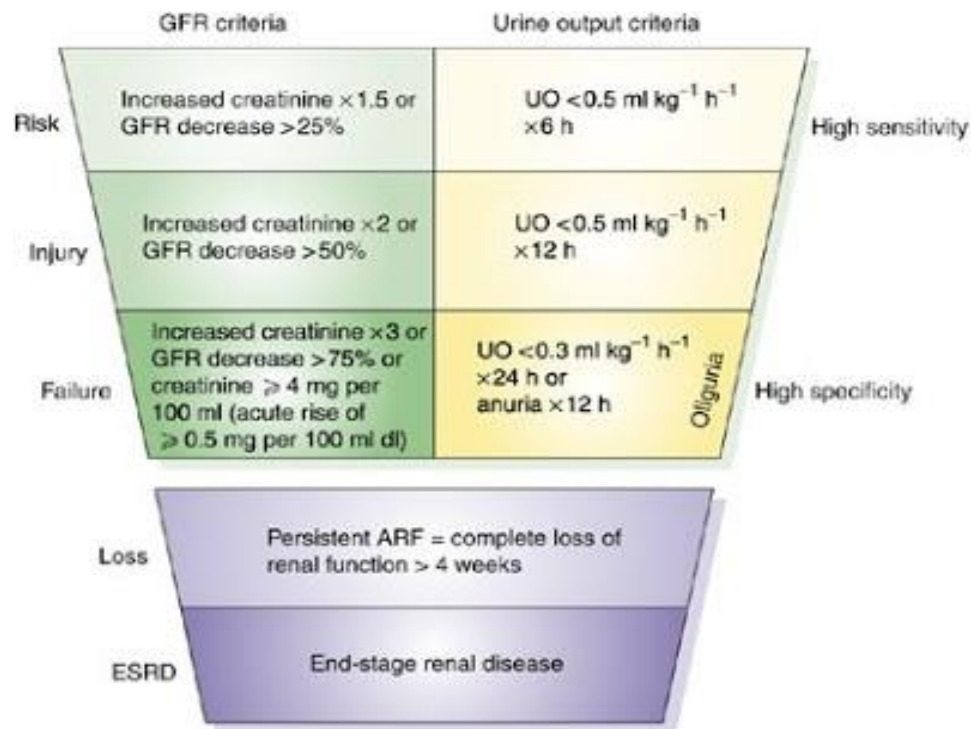 GFR criteria
Urine output criteria
Risk
Increased creatinine ×1.5 or
GFR decrease >25%
UO <0.5 ml kg⁻¹ h⁻¹
×6 h
High sensitivity
Injury
Increased creatinine ×2 or
GFR decrease >50%
UO <0.5 ml kg⁻¹ h⁻¹
×12 h
Failure
Increased creatinine ×3 or
GFR decrease >75% or
creatinine ⩾ 4 mg per
100 ml (acute rise of
⩾ 0.5 mg per 100 ml dl)
UO <0.3 ml kg⁻¹ h⁻¹
×24 h or
anuria ×12 h
Oliguria
High specificity
Loss
Persistent ARF = complete loss of
renal function > 4 weeks
ESRD
End-stage renal disease